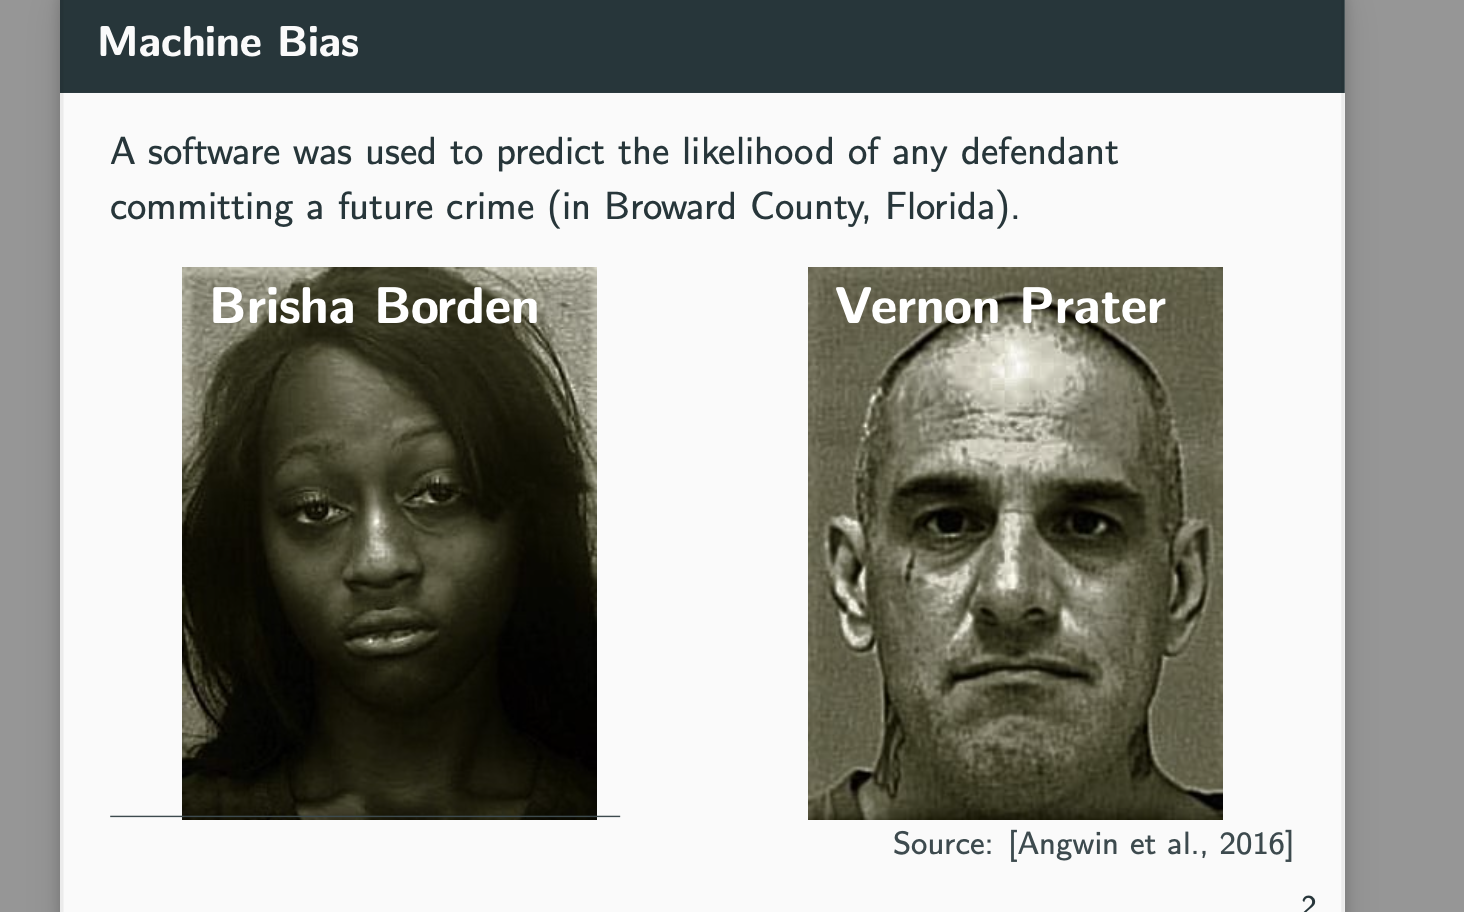 Machine Bias
A software was used to predict the likelihood of any defendant
committing a future crime (in Broward County, Florida).
Brisha Borden
Vernon Prater
Source: [Angwin et al., 2016]
2